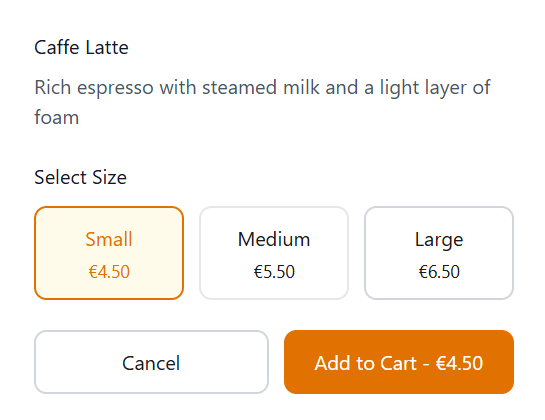 Caffe Latte
Rich espresso with steamed milk and a light layer of
foam
Select Size
Small
€4.50
Medium
€5.50
Large
€6.50
Cancel
Add to Cart - €4.50